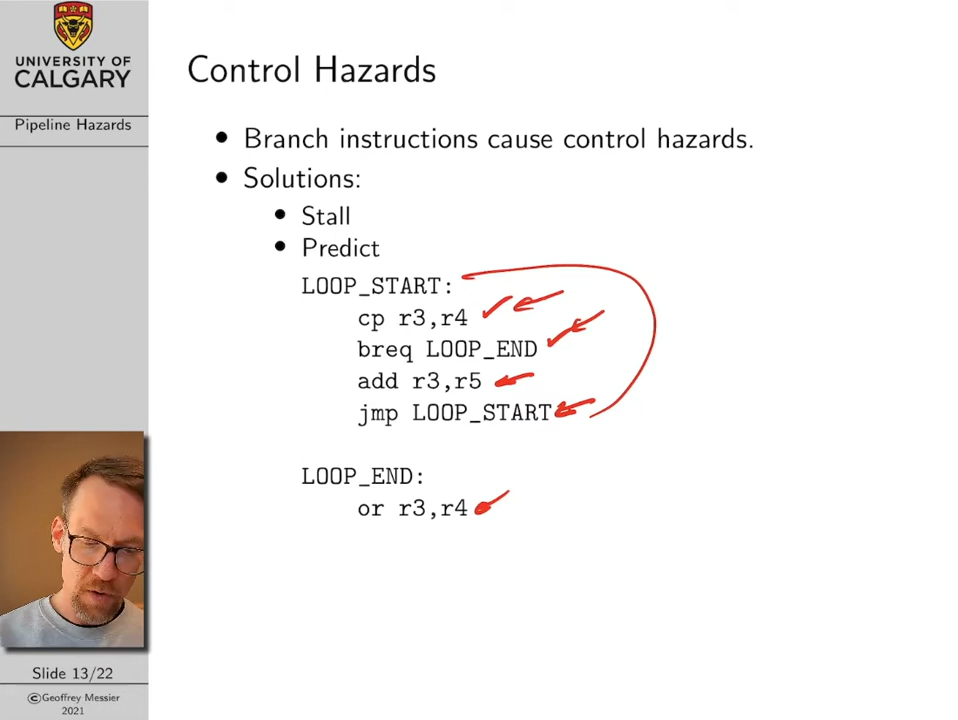 UNIVERSITY OF
CALGARY
Pipeline Hazards
Control Hazards
• Branch instructions cause control hazards.
• Solutions:
• Stall
• Predict
LOOP_START:
cp r3,r4
breq LOOP_END
add r3,r5
jmp LOOP_START
LOOP_END:
or r3,r4
Slide 13/22
©Geoffrey Messier
2021